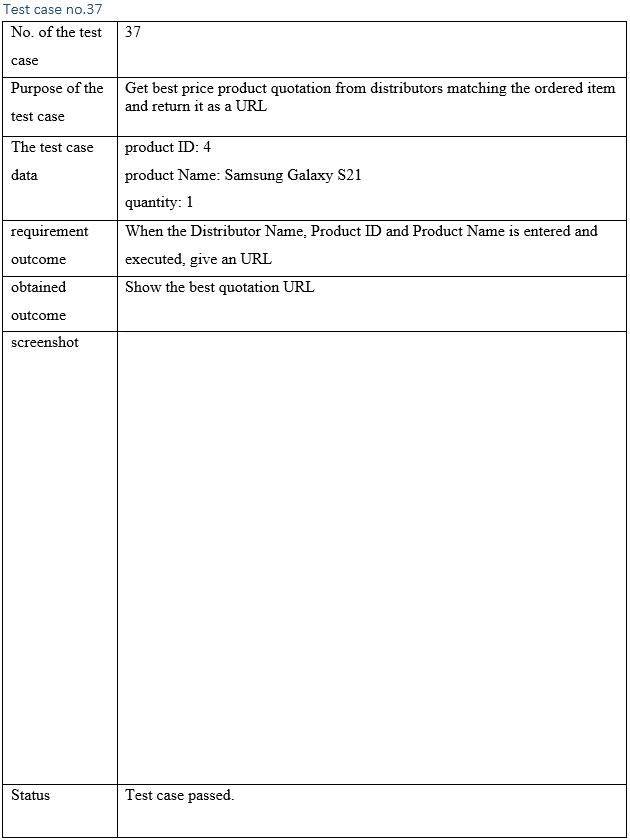 Test case no.37
No. of the test
case
37
Purpose of the
test case
Get best price product quotation from distributors matching the ordered item
and return it as a URL
The test case
data
product ID: 4
product Name: Samsung Galaxy S21
quantity: 1
requirement
outcome
When the Distributor Name, Product ID and Product Name is entered and
executed, give an URL
obtained
outcome
Show the best quotation URL
screenshot
Status
Test case passed.